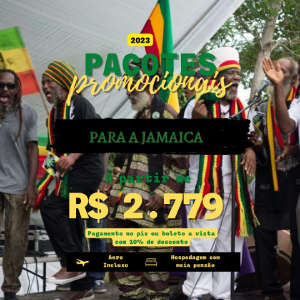 2023
PACOTES
promocionais
PARA A JAMAICA
A partir de
R$ 2.779
Pagamento no pix ou boleto a vista
com 10% de desconto
Aereo
Incluso
Hospedagem com
meia pensão